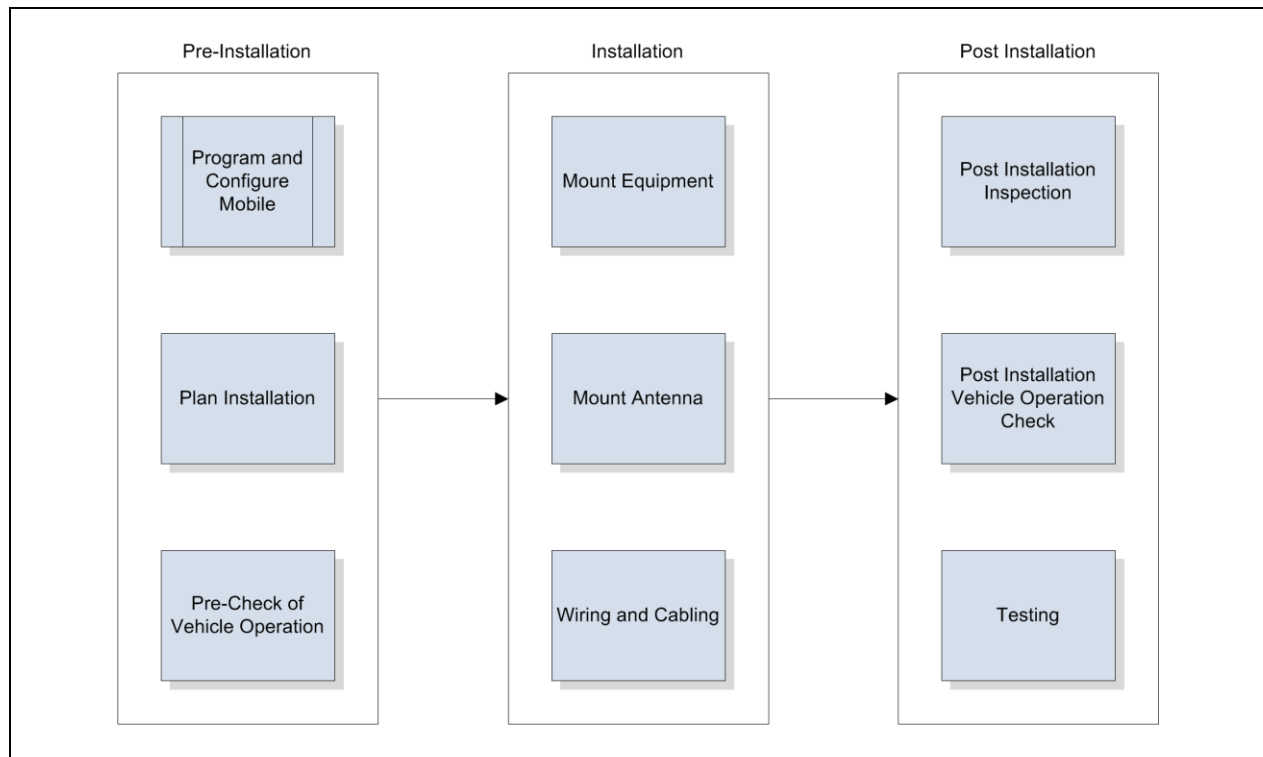 Pre-Installation
Program and
Configure
Mobile
Plan Installation
Pre-Check of
Vehicle Operation
Installation
Mount Equipment
Mount Antenna
Wiring and Cabling
Post Installation
Post Installation
Inspection
Post Installation
Vehicle Operation
Check
Testing